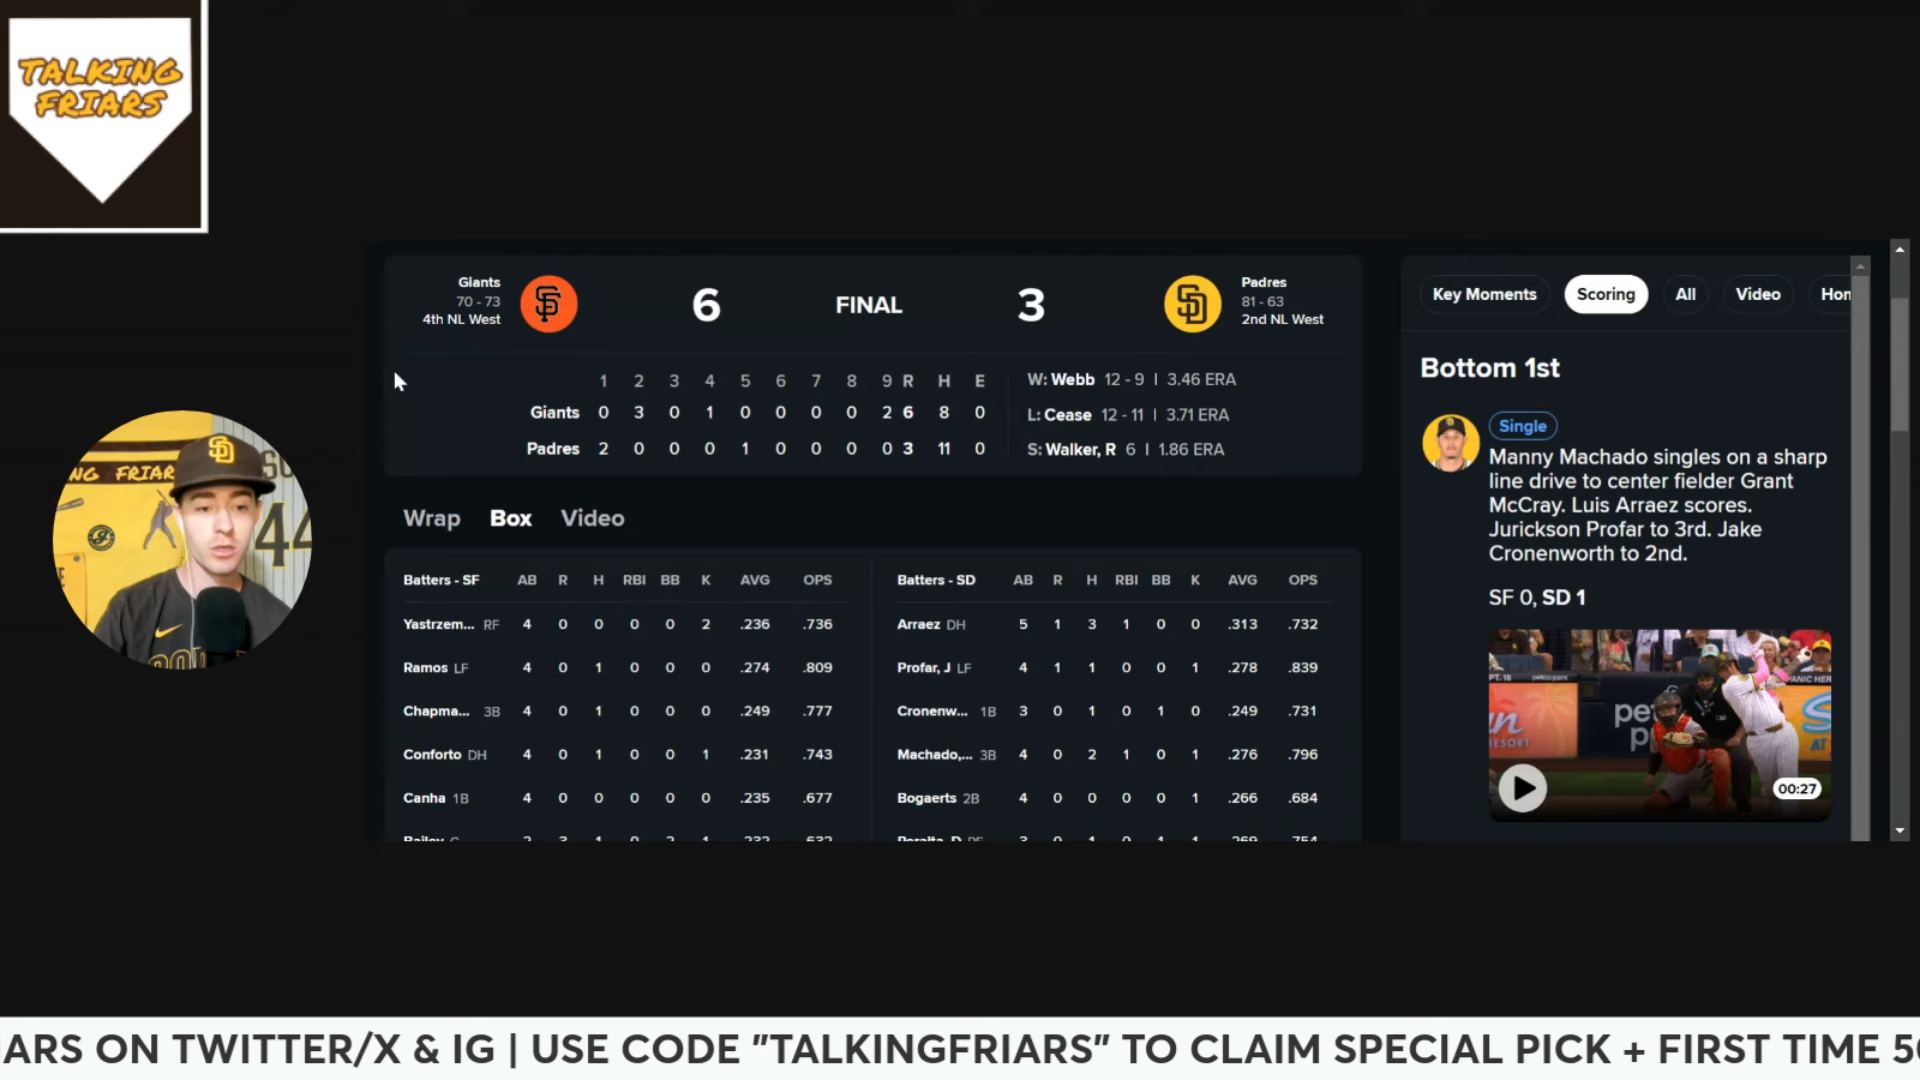 TALKING
FRIARS
Giants
70 - 73
4th NL West
SF
6
FINAL
3
SD
Padres
81 - 63
2nd NL West
1 2 3 4 5 6 7 8 9 R H E
Giants 0 3 0 1 0 0 0 0 2 6 8 0
Padres 2 0 0 0 1 0 0 0 0 3 11 0
W: Webb 12 - 9 | 3.46 ERA
L: Cease 12 - 11 | 3.71 ERA
S: Walker, R 6 | 1.86 ERA
Wrap Box Video
Batters - SF AB R H RBI BB K AVG OPS
Yastrzem... RF 4 0 0 0 0 2 .236 .736
Ramos LF 4 0 1 0 0 0 .274 .809
Chapma... 3B 4 0 1 0 0 0 .249 .777
Conforto DH 4 0 1 0 0 1 .231 .743
Canha 1B 4 0 0 0 0 0 .235 .677
Batters - SD AB R H RBI BB K AVG OPS
Arraez DH 5 1 3 1 0 0 .313 .732
Profar, J LF 4 1 1 0 0 1 .278 .839
Cronenw... 1B 3 0 1 0 1 0 .249 .731
Machado,... 3B 4 0 2 1 0 1 .276 .796
Bogaerts 2B 4 0 0 0 0 1 .266 .684
Key Moments Scoring All Video Hom
Bottom 1st
Single
Manny Machado singles on a sharp
line drive to center fielder Grant
McCray. Luis Arraez scores.
Jurickson Profar to 3rd. Jake
Cronenworth to 2nd.
SF 0, SD 1
00:27
NG FRIAR
SD
44
IARS ON TWITTER/X & IG | USE CODE "TALKINGFRIARS" TO CLAIM SPECIAL PICK + FIRST TIME 50